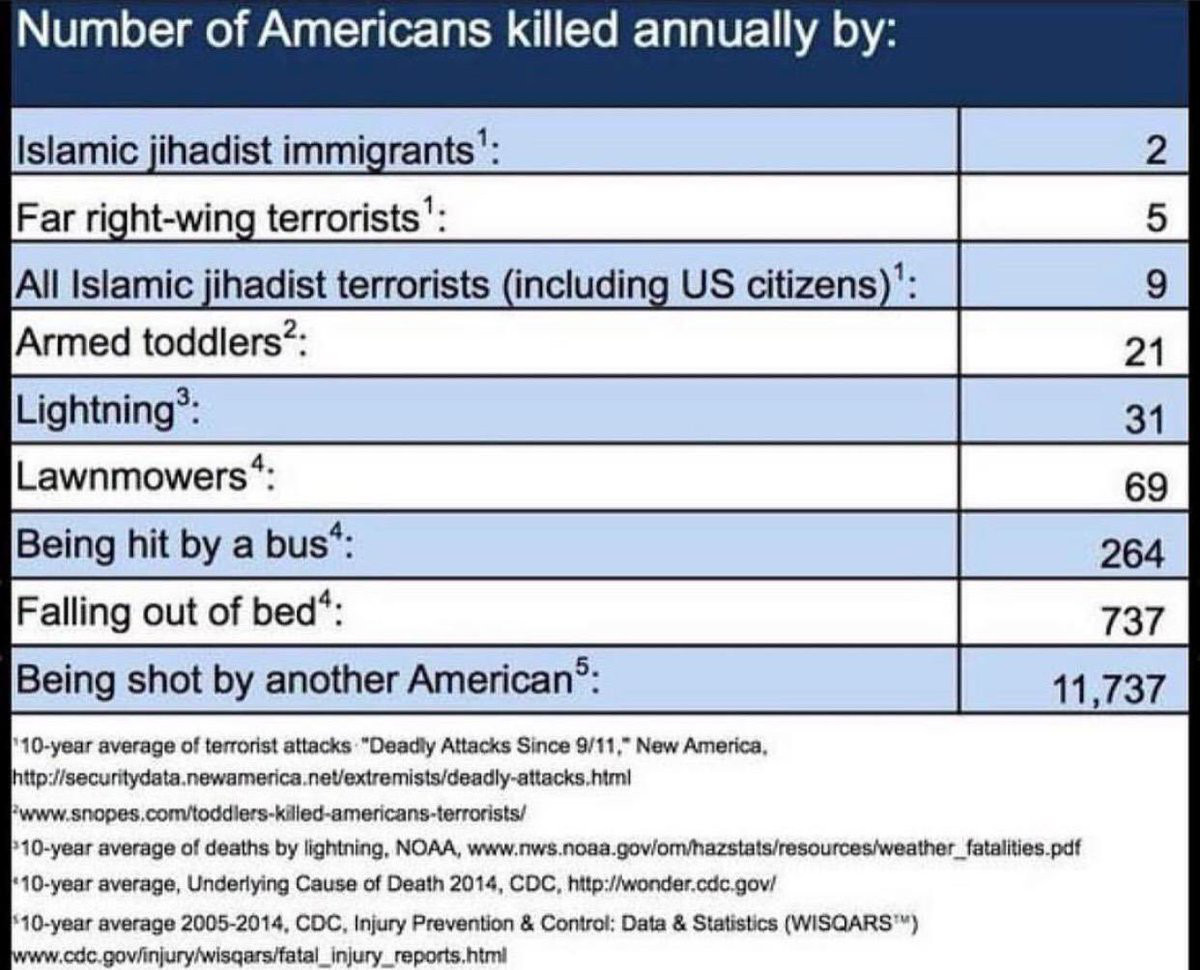 Number of Americans killed annually by:
Islamic jihadist immigrants¹: 2
Far right-wing terrorists¹: 5
All Islamic jihadist terrorists (including US citizens)¹: 9
Armed toddlers²: 21
Lightning³: 31
Lawnmowers⁴: 69
Being hit by a bus⁴: 264
Falling out of bed⁴: 737
Being shot by another American⁵: 11,737
¹10-year average of terrorist attacks "Deadly Attacks Since 9/11," New America,
http://securitydata.newamerica.net/extremists/deadly-attacks.html
²www.snopes.com/toddlers-killed-americans-terrorists/
³10-year average of deaths by lightning, NOAA, www.nws.noaa.gov/om/hazstats/resources/weather_fatalities.pdf
⁴10-year average, Underlying Cause of Death 2014, CDC, http://wonder.cdc.gov/
⁵10-year average 2005-2014, CDC, Injury Prevention & Control: Data & Statistics (WISQARS™)
www.cdc.gov/injury/wisqars/fatal_injury_reports.html